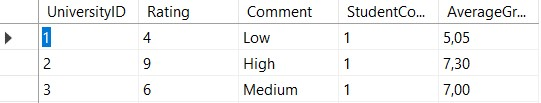 UniversityID Rating Comment StudentCo... AverageGr...
1 4 Low 1 5,05
2 9 High 1 7,30
3 6 Medium 1 7,00